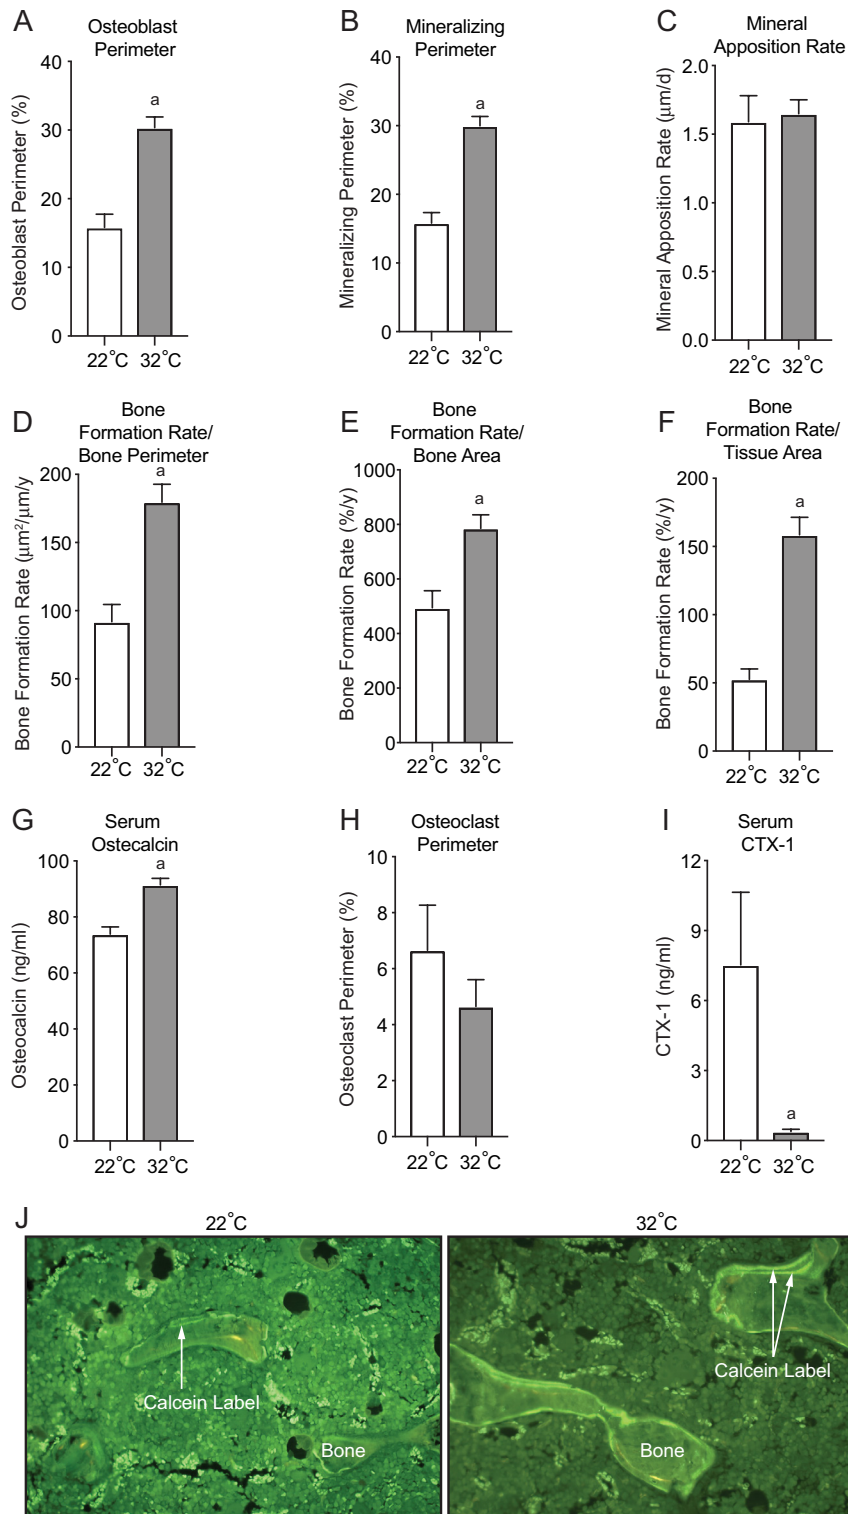 A
Osteoblast
Perimeter
Osteoblast Perimeter (%)
40
30
20
10
0
a
22°C 32°C
B
Mineralizing
Perimeter
Mineralizing Perimeter (%)
40
30
20
10
0
a
22°C 32°C
C
Mineral
Apposition Rate
Mineral Apposition Rate (μm/d)
2.0
1.5
1.0
0.5
0.0
22°C 32°C
D
Bone
Formation Rate/
Bone Perimeter
Bone Formation Rate (μm²/μm/y
200
150
100
50
0
a
22°C 32°C
E
Bone
Formation Rate/
Bone Area
Bone Formation Rate (%/y)
1000
800
600
400
200
0
a
22°C 32°C
F
Bone
Formation Rate/
Tissue Area
Bone Formation Rate (%/y)
200
150
100
50
0
a
22°C 32°C
G
Serum
Ostecalcin
Osteocalcin (ng/ml)
100
80
60
40
20
0
a
22°C 32°C
H
Osteoclast
Perimeter
Osteoclast Perimeter (%)
10
8
6
4
2
0
22°C 32°C
I
Serum
CTX-1
CTX-1 (ng/ml)
12
9
6
3
0
a
22°C 32°C
J
22°C
Calcein Label
Bone
32°C
Calcein Label
Bone